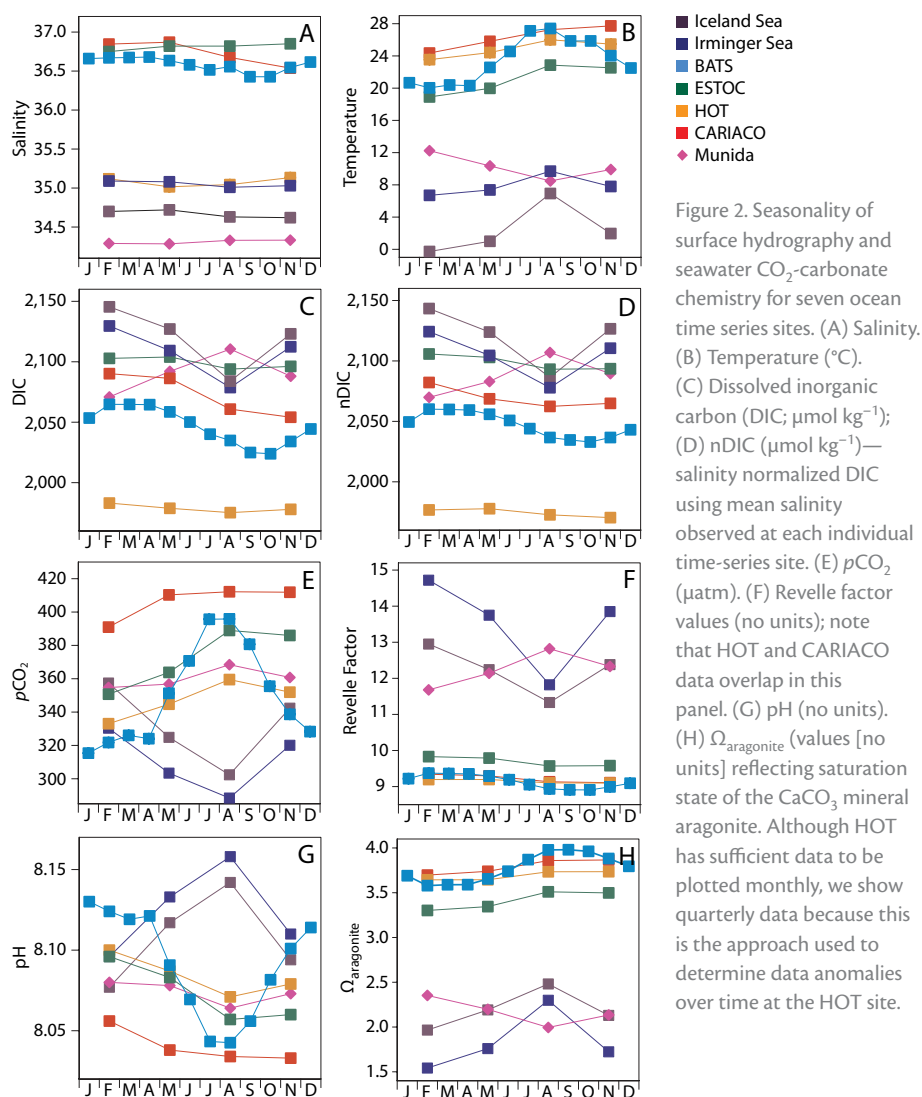 A
Salinity
37.0
36.5
36.0
35.5
35.0
34.5
J F M A M J J A S O N D
B
Temperature
28
24
20
16
12
8
4
0
J F M A M J J A S O N D
Iceland Sea
Irminger Sea
BATS
ESTOC
HOT
CARIACO
Munida
C
DIC
2,150
2,100
2,050
2,000
J F M A M J J A S O N D
D
nDIC
2,150
2,100
2,050
2,000
J F M A M J J A S O N D
E
pCO₂
420
400
380
360
340
320
300
J F M A M J J A S O N D
F
Revelle Factor
15
14
13
12
11
10
9
J F M A M J J A S O N D
G
pH
8.15
8.10
8.05
J F M A M J J A S O N D
H
Ωaragonite
4.0
3.5
3.0
2.5
2.0
1.5
J F M A M J J A S O N D
Figure 2. Seasonality of
surface hydrography and
seawater CO₂-carbonate
chemistry for seven ocean
time series sites. (A) Salinity.
(B) Temperature (°C).
(C) Dissolved inorganic
carbon (DIC; μmol kg⁻¹);
(D) nDIC (μmol kg⁻¹)—
salinity normalized DIC
using mean salinity
observed at each individual
time-series site. (E) pCO₂
(μatm). (F) Revelle factor
values (no units); note
that HOT and CARIACO
data overlap in this
panel. (G) pH (no units).
(H) Ωaragonite (values [no
units] reflecting saturation
state of the CaCO₃ mineral
aragonite. Although HOT
has sufficient data to be
plotted monthly, we show
quarterly data because this
is the approach used to
determine data anomalies
over time at the HOT site.